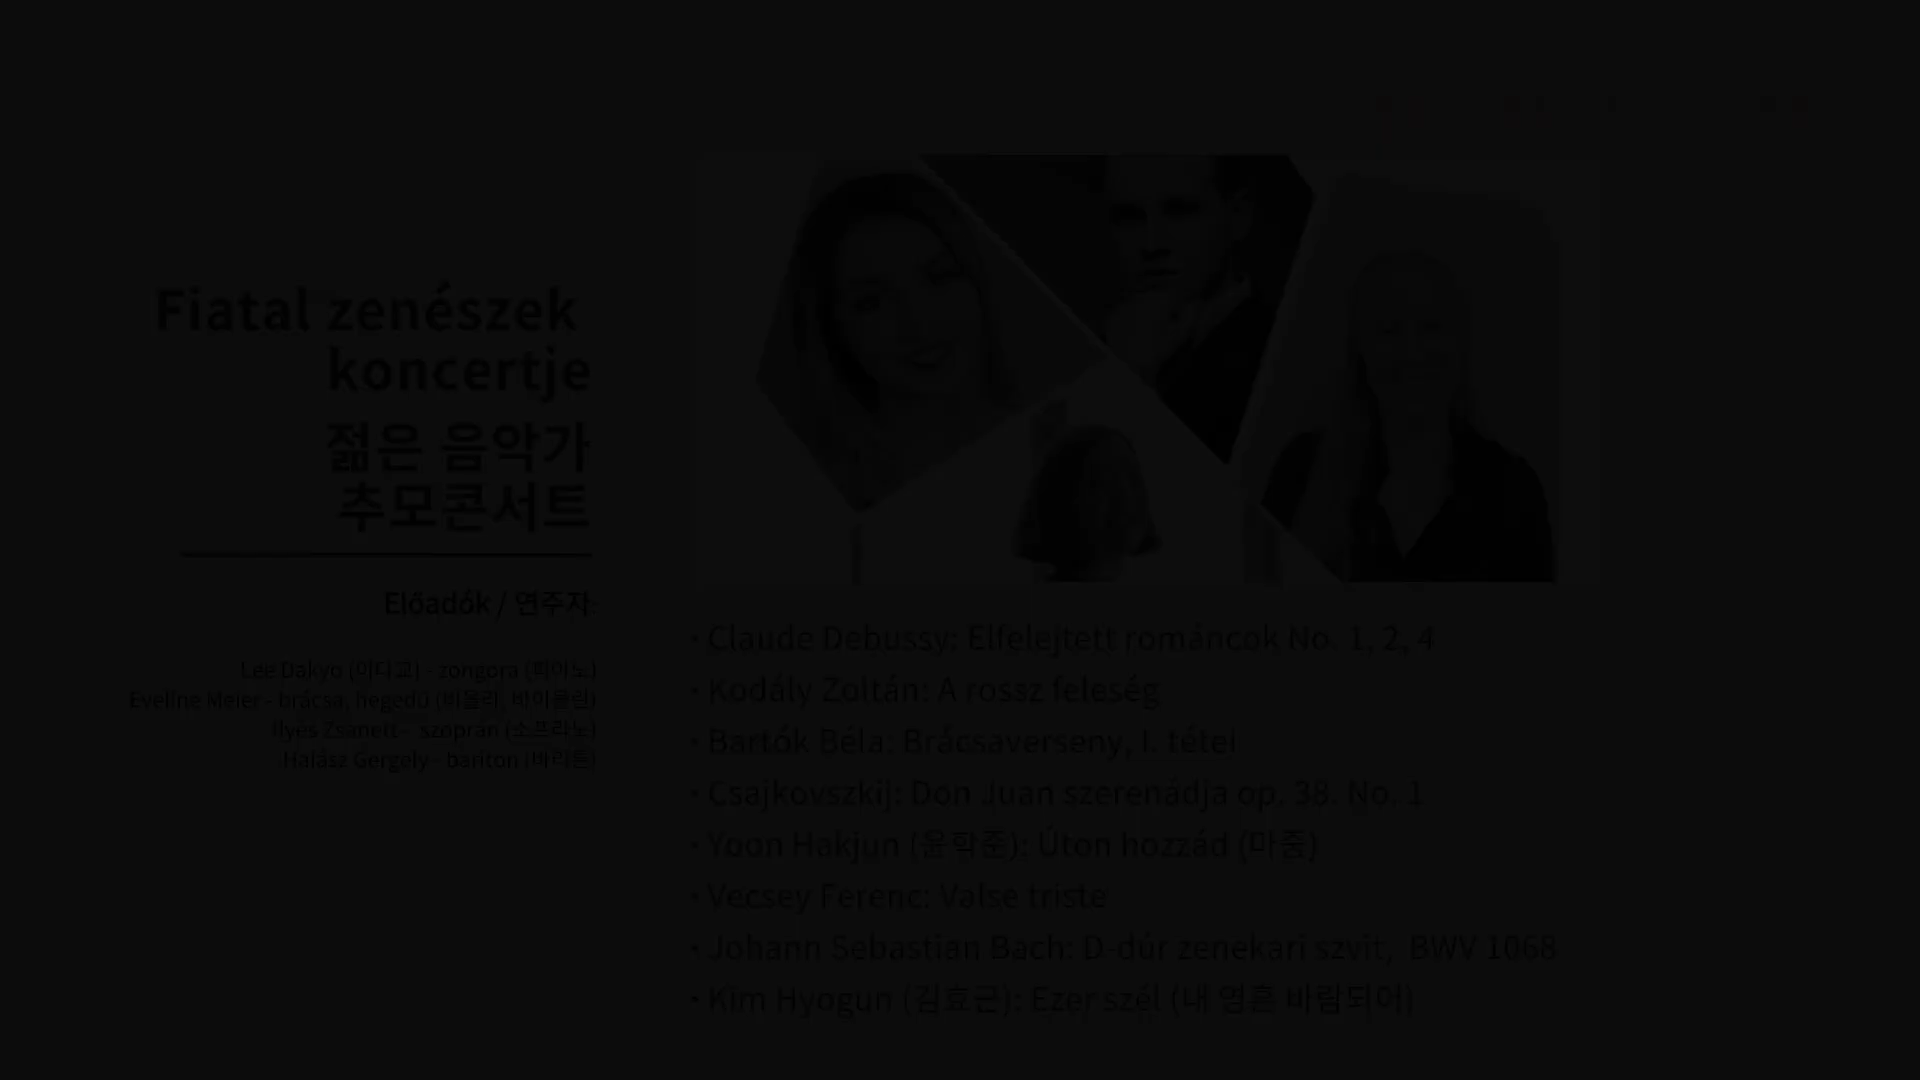 Fiatal zenészek
koncertje
젊은 음악가
추모콘서트
Előadók / 연주자:
Lee Dakyo (이다교) - zongora (피아노)
Eveline Meier - brácsa, hegedű (비올라, 바이올린)
Ilyés Zsanett - szoprán (소프라노)
Halász Gergely - bariton (바리톤)
· Claude Debussy: Elfelejtett románcok No. 1, 2, 4
· Kodály Zoltán: A rossz feleség
· Bartók Béla: Brácsaverseny, I. tétel
· Csajkovszkij: Don Juan szerenádja op. 38. No. 1
· Yoon Hakjun (윤학준): Úton hozzád (마중)
· Vecsey Ferenc: Valse triste
· Johann Sebastian Bach: D-dúr zenekari szvit, BWV 1068
· Kim Hyogun (김효근): Ezer szél (내 영혼 바람되어)